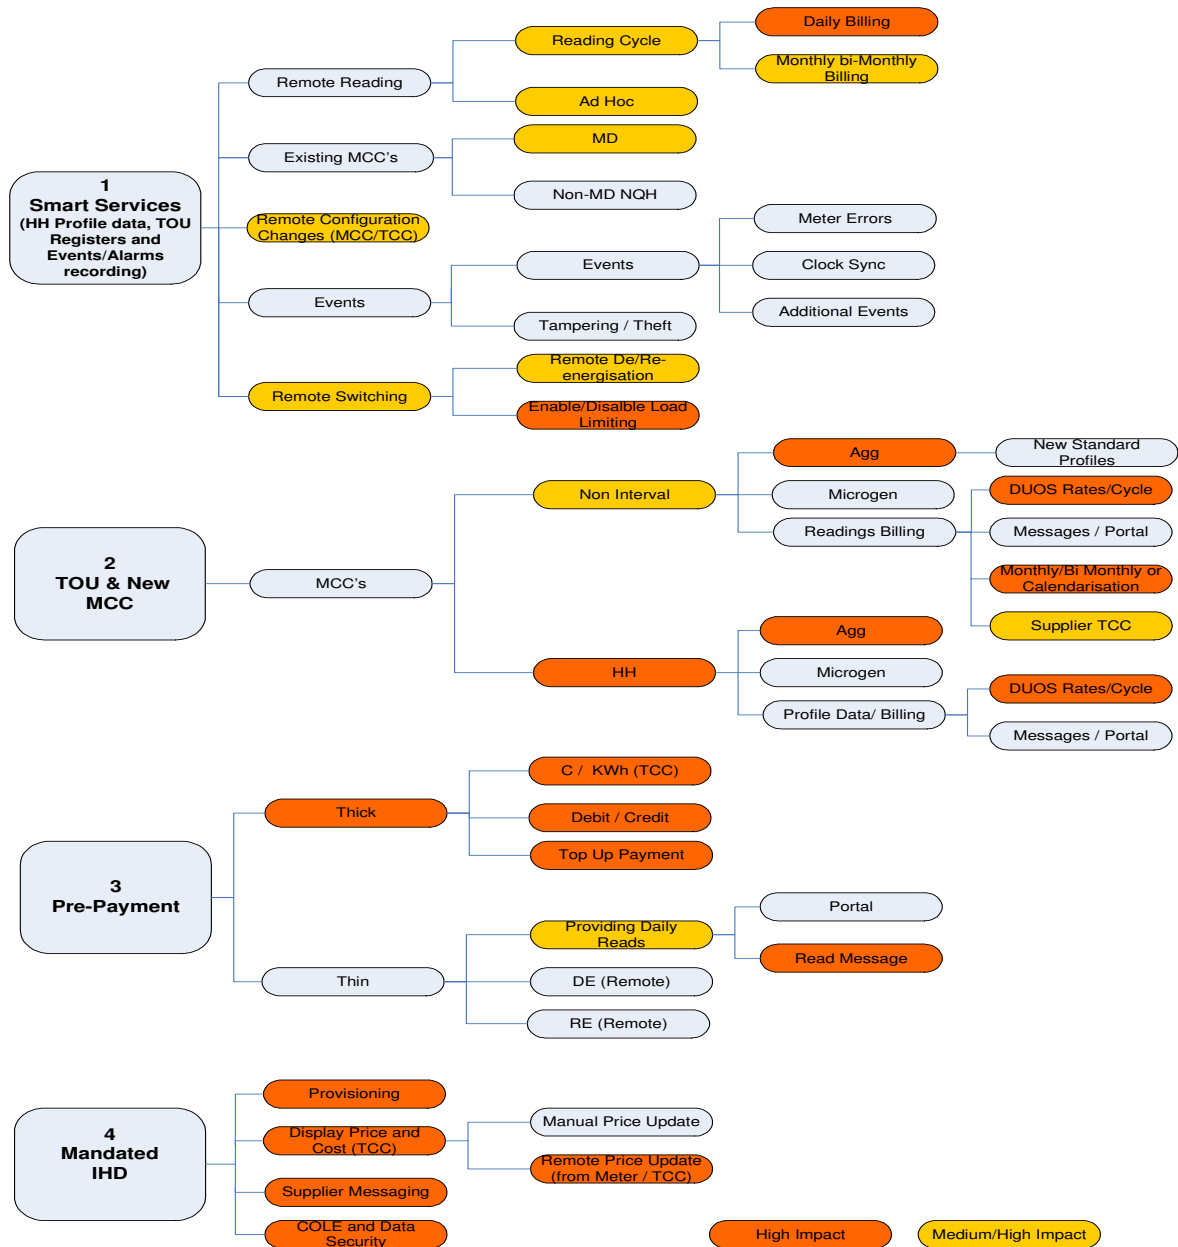 1
Smart Services
(HH Profile data, TOU
Registers and
Events/Alarms
recording)
Remote Reading
Reading Cycle
Daily Billing
Monthly bi-Monthly
Billing
Ad Hoc
Existing MCC's
MD
Non-MD NQH
Remote Configuration
Changes (MCC/TCC)
Events
Events
Meter Errors
Clock Sync
Additional Events
Tampering / Theft
Remote Switching
Remote De/Re-
energisation
Enable/Disalble Load
Limiting
2
TOU & New
MCC
MCC's
Non Interval
Agg
New Standard
Profiles
Microgen
Readings Billing
DUOS Rates/Cycle
Messages / Portal
Monthly/Bi Monthly or
Calendarisation
Supplier TCC
HH
Agg
Microgen
Profile Data/ Billing
DUOS Rates/Cycle
Messages / Portal
3
Pre-Payment
Thick
C / KWh (TCC)
Debit / Credit
Top Up Payment
Thin
Providing Daily
Reads
Portal
Read Message
DE (Remote)
RE (Remote)
4
Mandated
IHD
Provisioning
Display Price and
Cost (TCC)
Manual Price Update
Remote Price Update
(from Meter / TCC)
Supplier Messaging
COLE and Data
Security
High Impact
Medium/High Impact